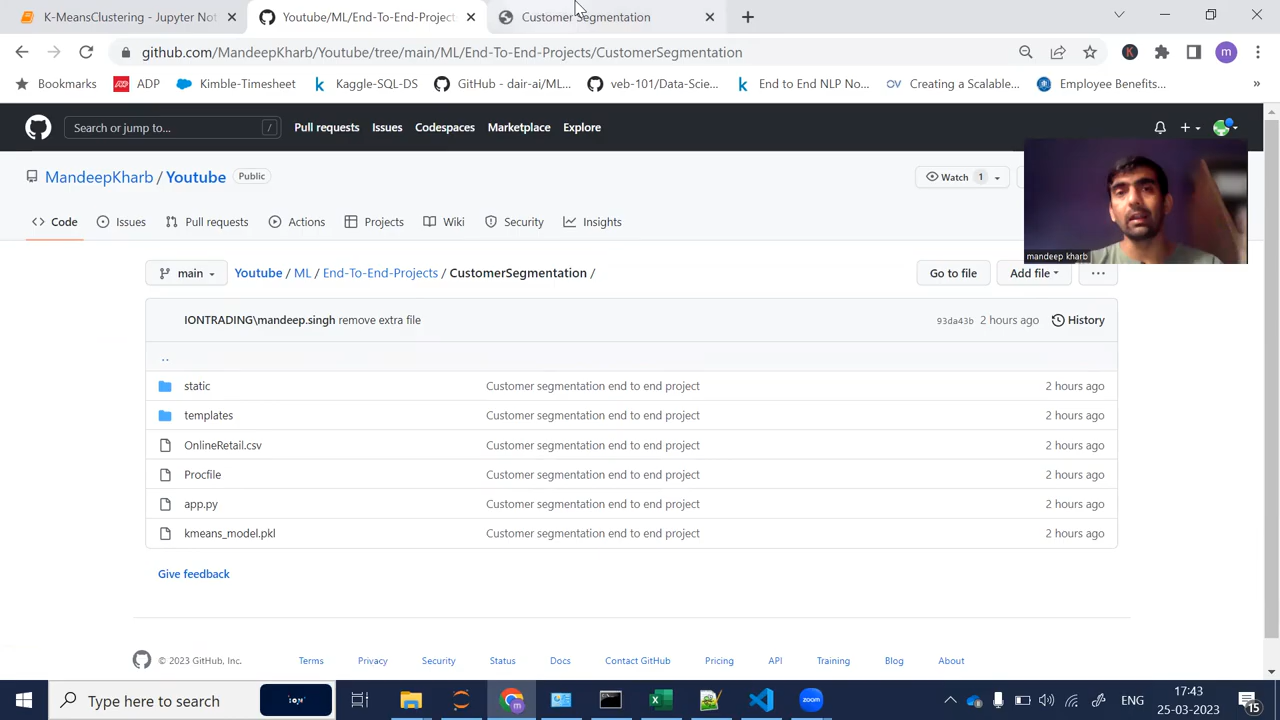 K-MeansClustering - Jupyter Not
Youtube/ML/End-To-End-Project
Customer Segmentation
github.com/MandeepKharb/Youtube/tree/main/ML/End-To-End-Projects/CustomerSegmentation
K
m
Bookmarks
ADP
Kimble-Timesheet
Kaggle-SQL-DS
GitHub - dair-ai/ML...
veb-101/Data-Scie...
End to End NLP No...
Creating a Scalable...
Employee Benefits...
Search or jump to...
/
Pull requests
Issues
Codespaces
Marketplace
Explore
MandeepKharb / Youtube
Public
Watch 1
Code
Issues
Pull requests
Actions
Projects
Wiki
Security
Insights
mandeep kharb
main
Youtube / ML / End-To-End-Projects / CustomerSegmentation /
Go to file
Add file
IONTRADING\mandeep.singh remove extra file
93da43b 2 hours ago
History
..
static
Customer segmentation end to end project
2 hours ago
templates
Customer segmentation end to end project
2 hours ago
OnlineRetail.csv
Customer segmentation end to end project
2 hours ago
Procfile
Customer segmentation end to end project
2 hours ago
app.py
Customer segmentation end to end project
2 hours ago
kmeans_model.pkl
Customer segmentation end to end project
2 hours ago
Give feedback
© 2023 GitHub, Inc.
Terms
Privacy
Security
Status
Docs
Contact GitHub
Pricing
API
Training
Blog
About
Type here to search
ION
zoom
ENG
17:43
25-03-2023
15